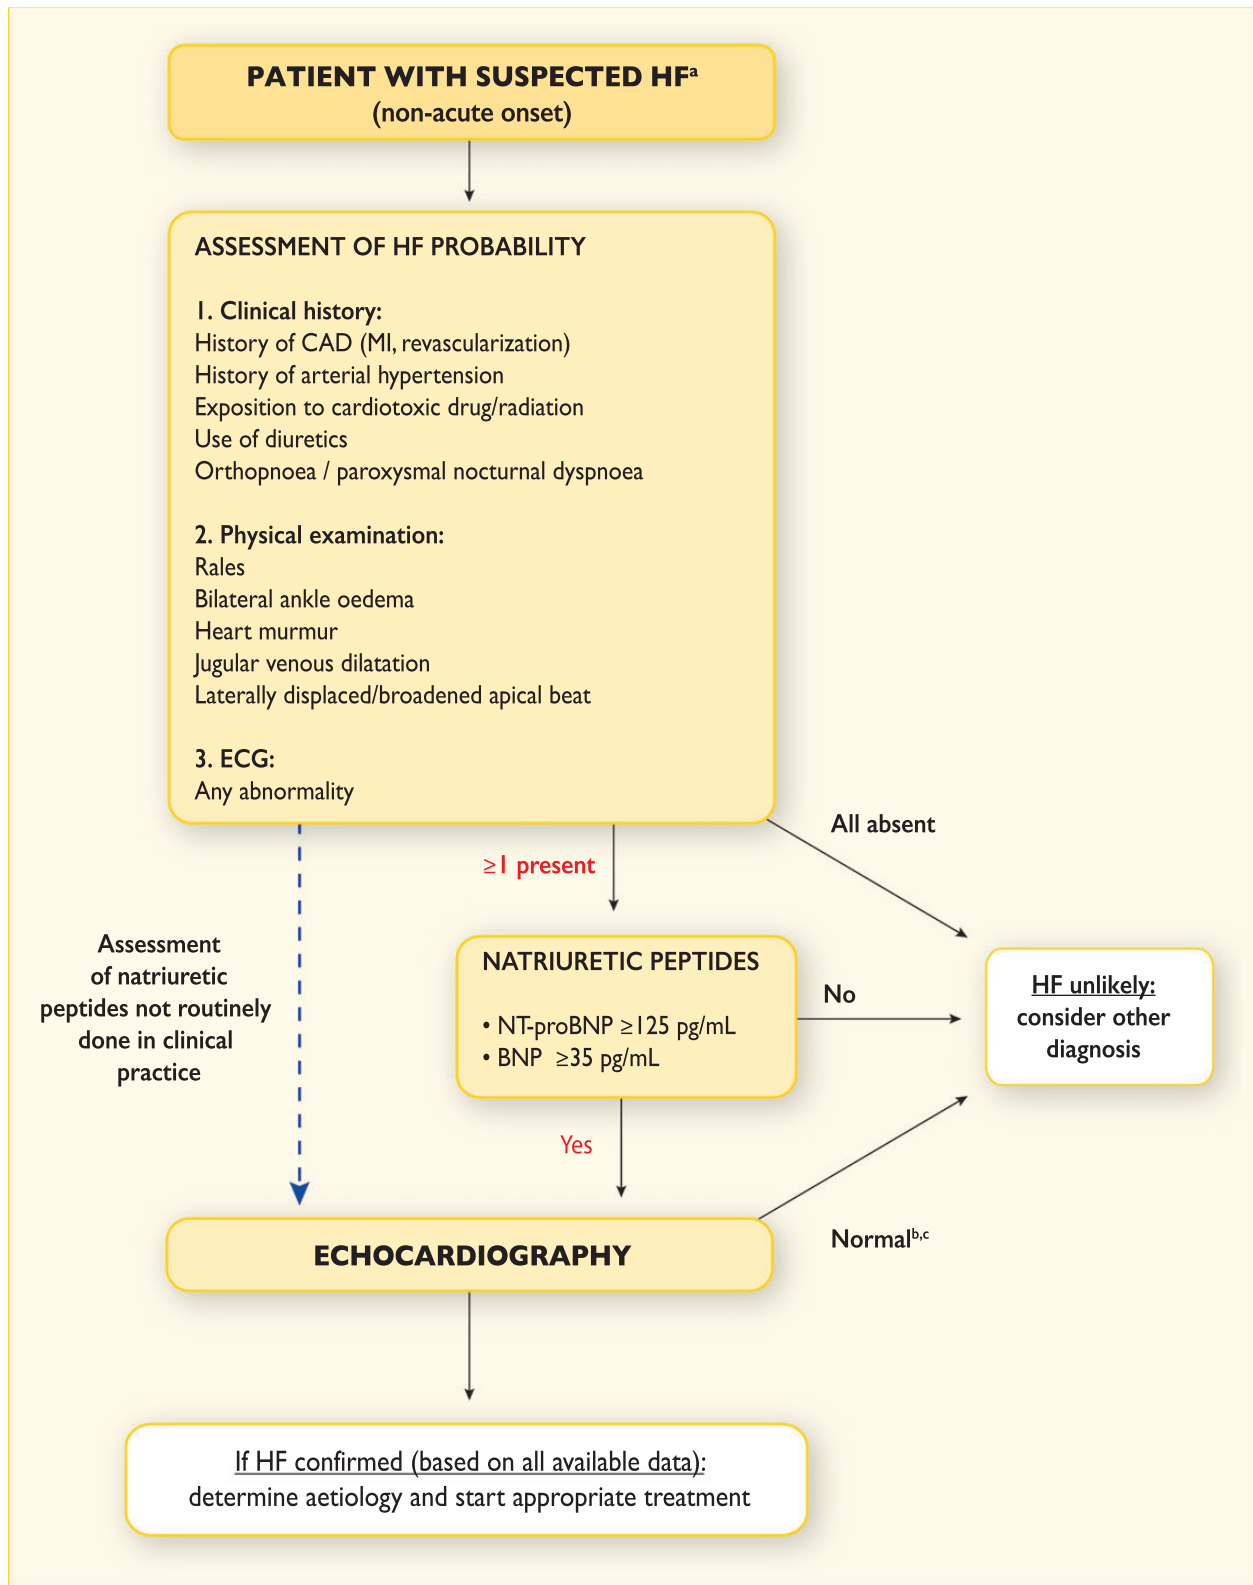 PATIENT WITH SUSPECTED HFᵃ
(non-acute onset)
ASSESSMENT OF HF PROBABILITY
1. Clinical history:
History of CAD (MI, revascularization)
History of arterial hypertension
Exposition to cardiotoxic drug/radiation
Use of diuretics
Orthopnoea / paroxysmal nocturnal dyspnoea
2. Physical examination:
Rales
Bilateral ankle oedema
Heart murmur
Jugular venous dilatation
Laterally displaced/broadened apical beat
3. ECG:
Any abnormality
All absent
≥1 present
Assessment
of natriuretic
peptides not routinely
done in clinical
practice
NATRIURETIC PEPTIDES
• NT-proBNP ≥125 pg/mL
• BNP ≥35 pg/mL
No
HF unlikely:
consider other
diagnosis
Yes
Normalᵇ,ᶜ
ECHOCARDIOGRAPHY
If HF confirmed (based on all available data):
determine aetiology and start appropriate treatment